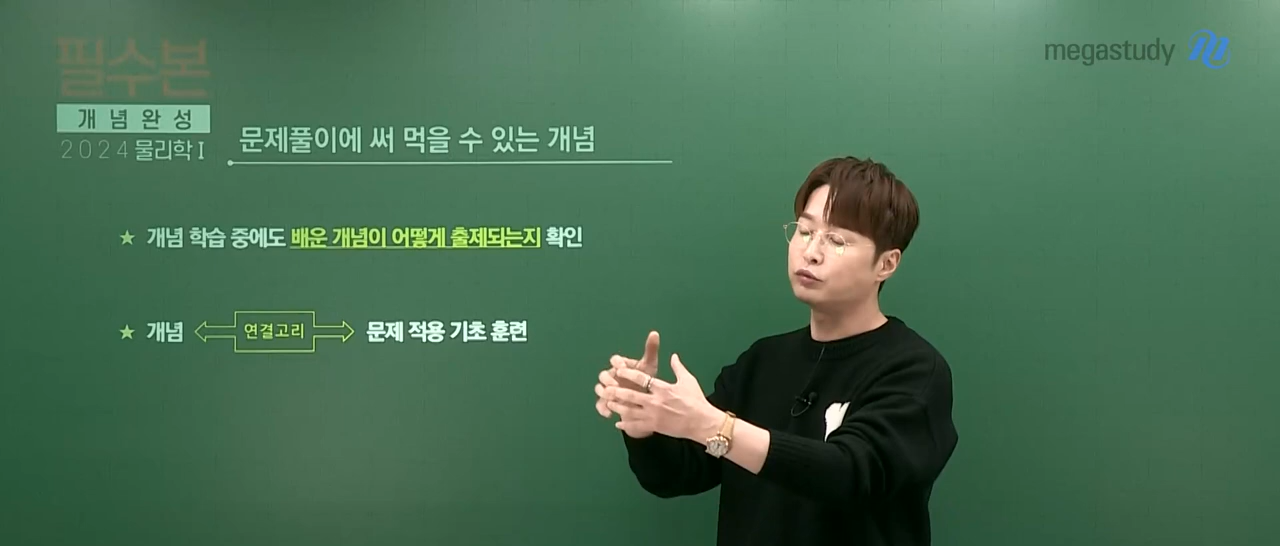 필수본
megastudy
개념완성
2024 물리학 I
문제풀이에 써 먹을 수 있는 개념
★ 개념 학습 중에도 배운 개념이 어떻게 출제되는지 확인
★ 개념 연결고리 문제 적용 기초 훈련